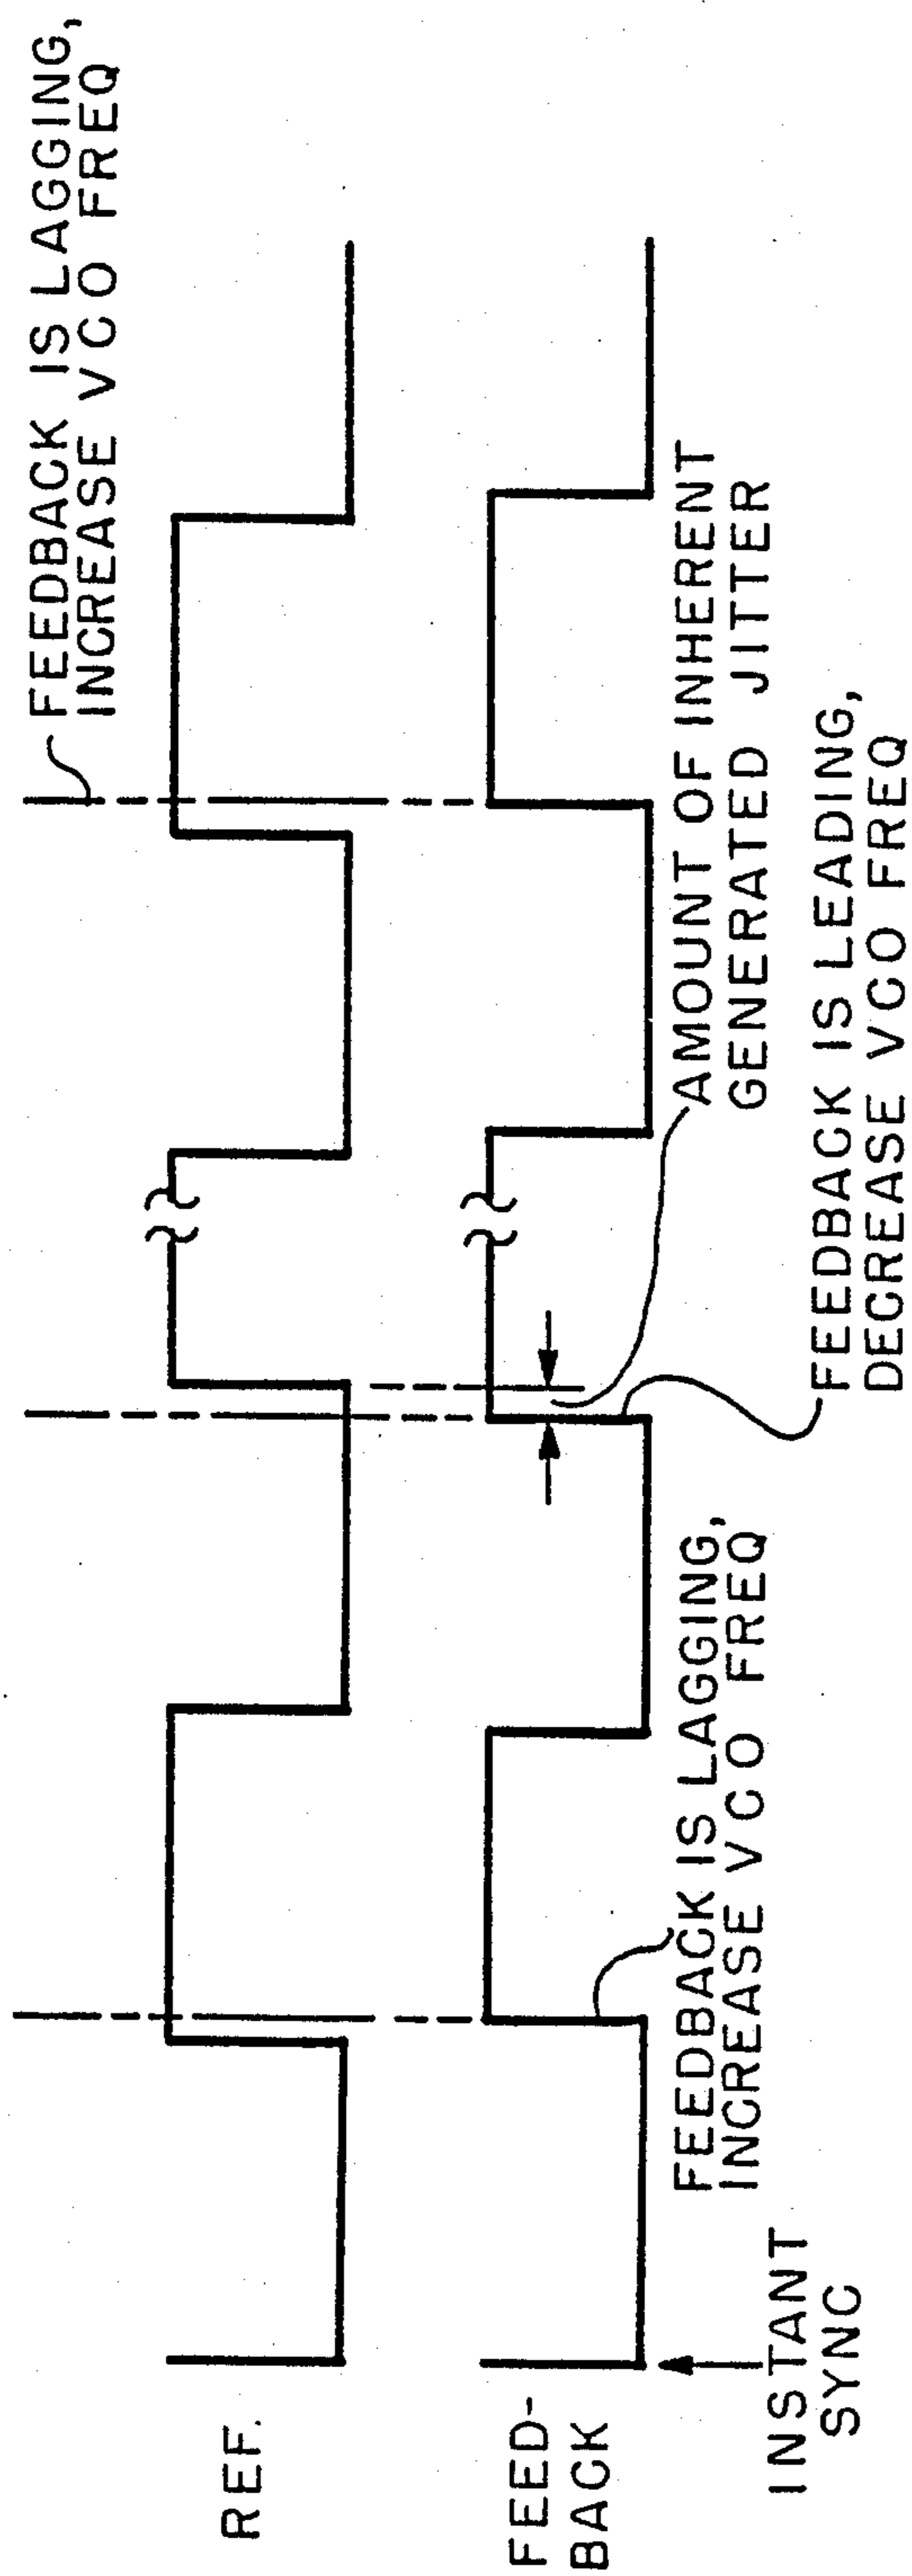 FEEDBACK IS LAGGING,
INCREASE VCO FREQ
REF.
FEED-
BACK
INSTANT
SYNC
FEEDBACK IS LAGGING,
INCREASE VCO FREQ
AMOUNT OF INHERENT
GENERATED JITTER
FEEDBACK IS LEADING,
DECREASE VCO FREQ